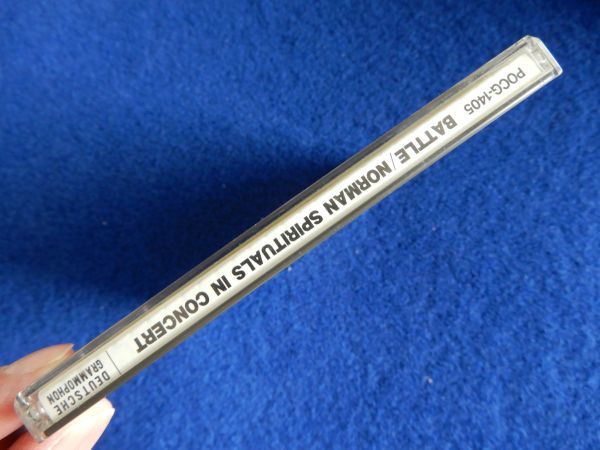 POCG-1405 BATTLE/NORMAN SPIRITUALS IN CONCERT
DEUTSCHE
GRAMMOPHON